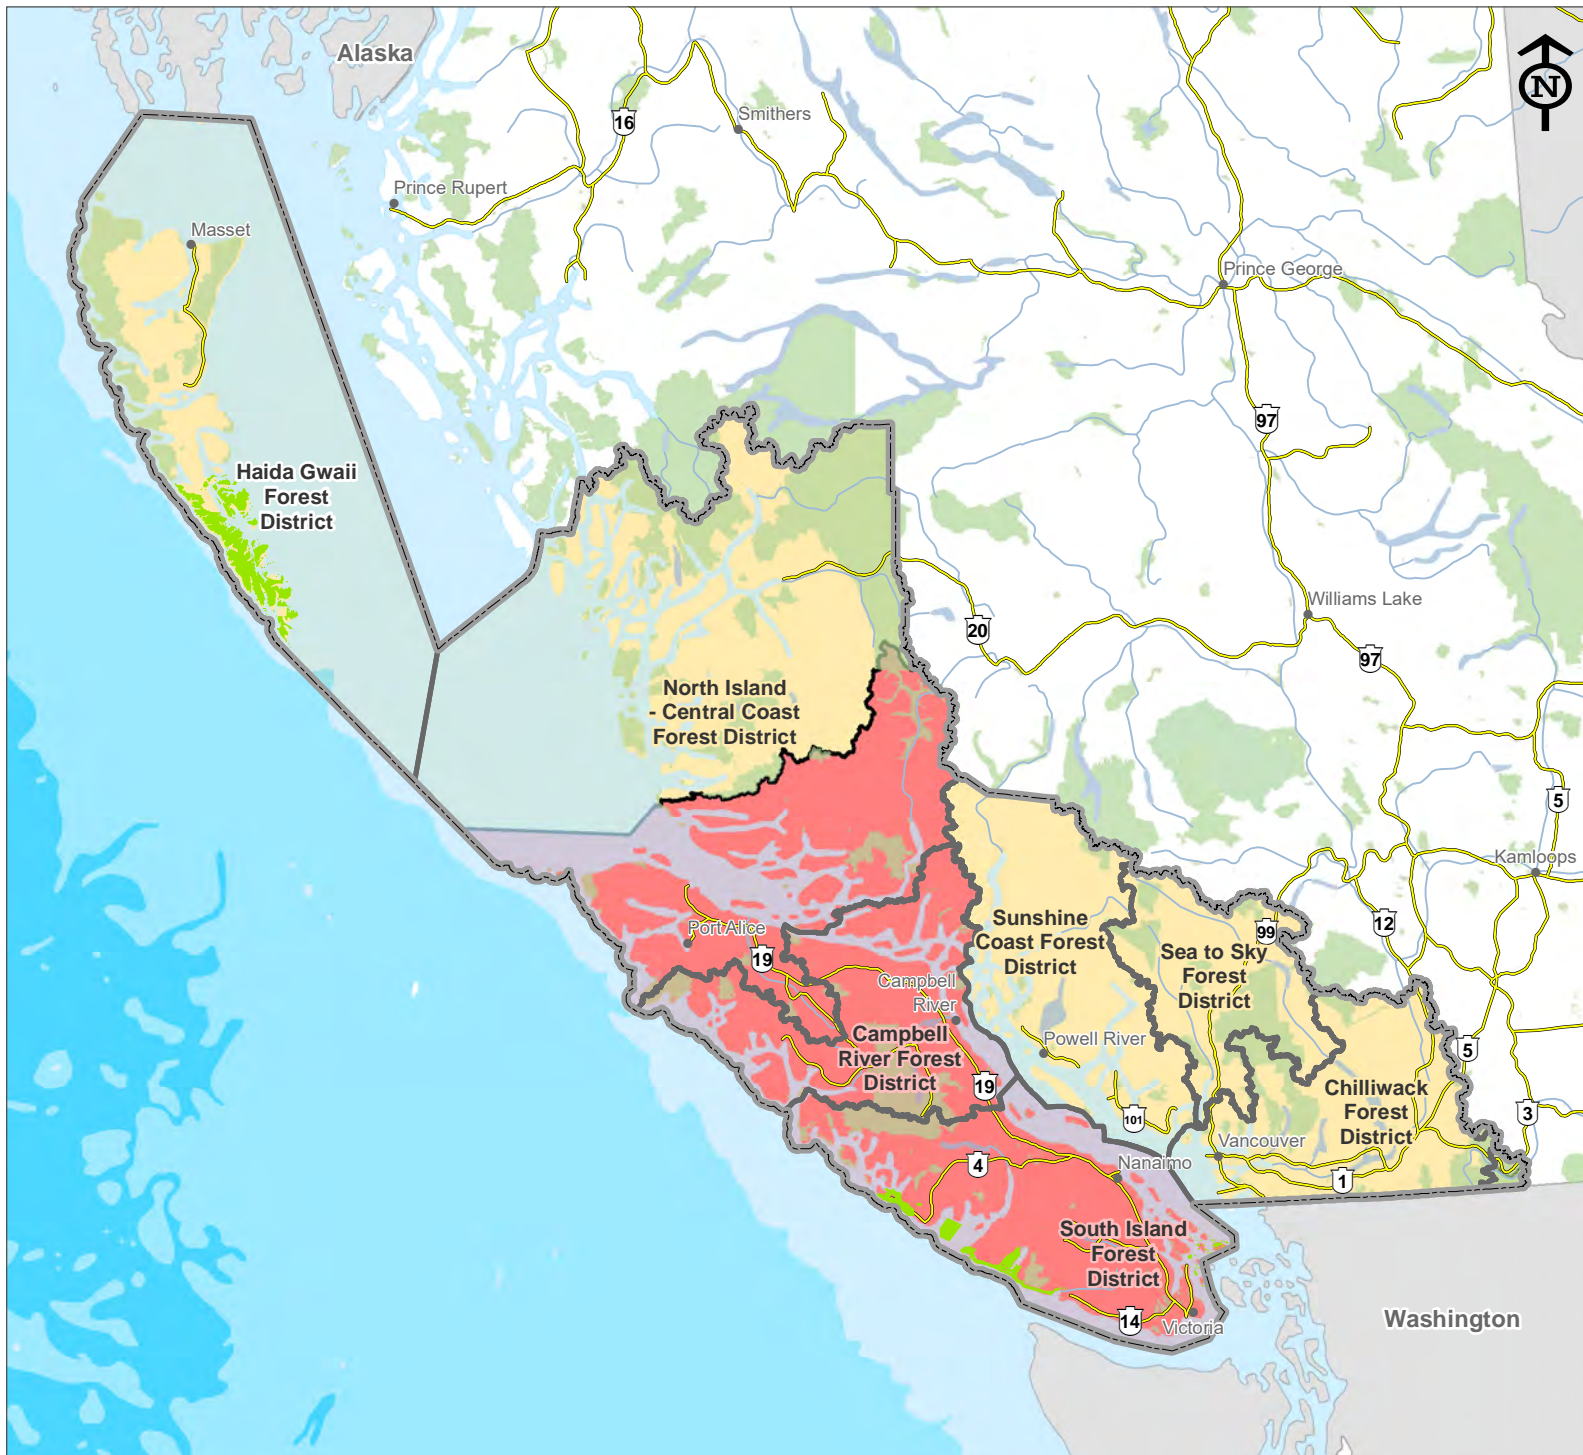 Alaska
N
16
Smithers
Prince Rupert
Masset
Prince George
97
Haida Gwaii
Forest
District
Williams Lake
20
97
North Island
- Central Coast
Forest District
5
Kamloops
Sunshine
Coast Forest
District
99
12
Port Alice
19
Sea to Sky
Forest
District
Campbell
River
Campbell
River Forest
District
Powell River
5
19
Chilliwack
Forest
District
3
101
Vancouver
4
Nanaimo
1
South Island
Forest
District
14
Victoria
Washington